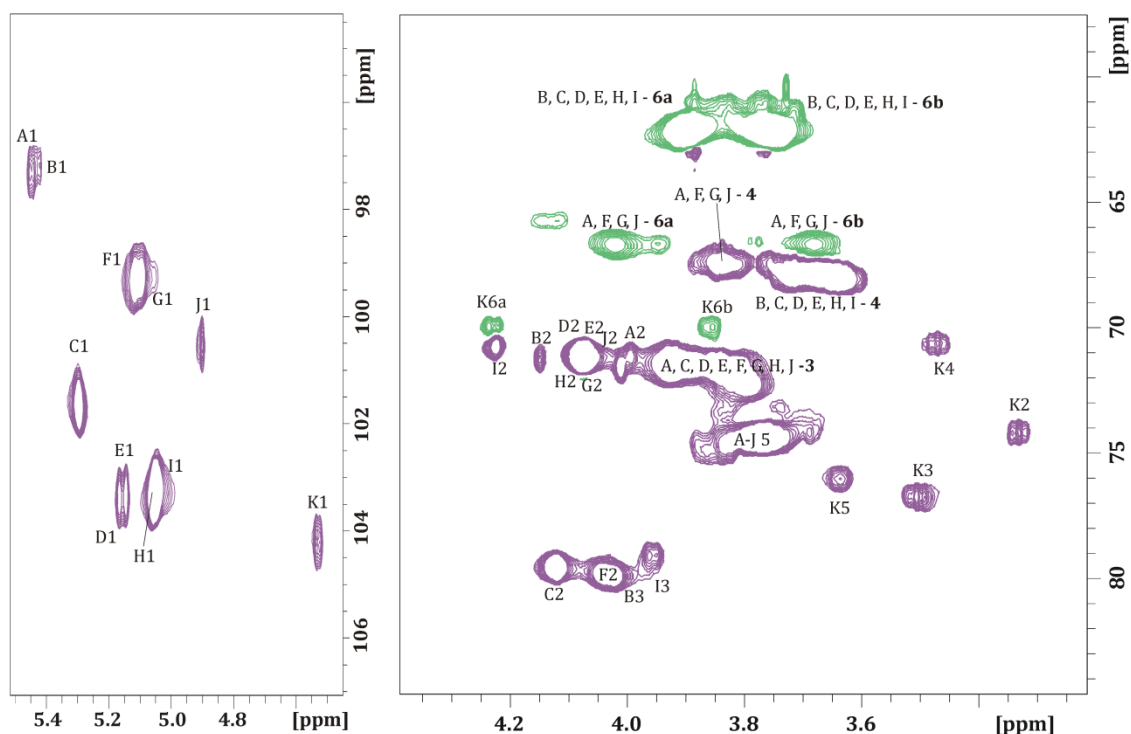 A1
B1
F1
G1
J1
C1
E1
I1
D1
H1
K1
[ppm]
98
100
102
104
106
5.4
5.2
5.0
4.8
[ppm]
B, C, D, E, H, I - 6a
B, C, D, E, H, I - 6b
A, F, G, J - 4
A, F, G, J - 6a
A, F, G, J - 6b
B, C, D, E, H, I - 4
K6a
K6b
I2
B2
D2
E2
J2
A2
H2
G2
A, C, D, E, F, G, H, J -3
K4
K2
A-J 5
K5
K3
C2
F2
B3
I3
[ppm]
65
70
75
80
4.2
4.0
3.8
3.6
[ppm]